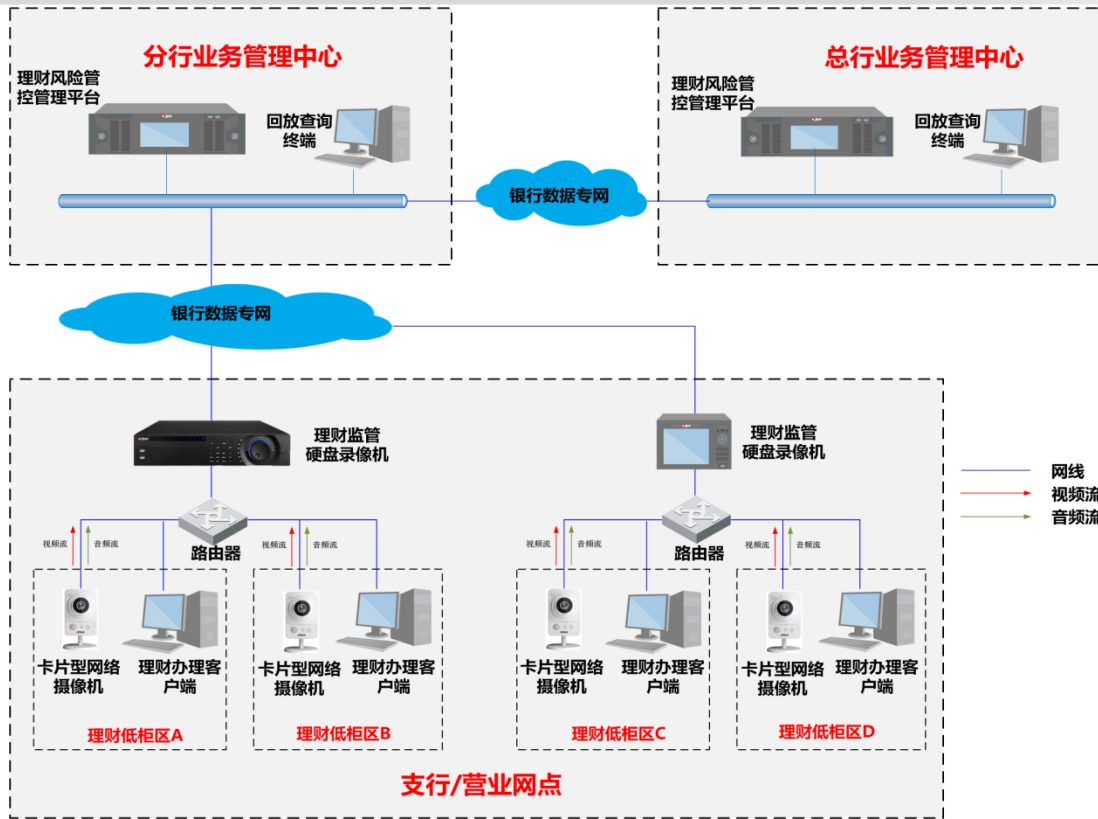 分行业务管理中心
理财风险管
控管理平台
回放查询
终端
银行数据专网
总行业务管理中心
理财风险管
控管理平台
回放查询
终端
银行数据专网
理财监管
硬盘录像机
理财监管
硬盘录像机
网线
视频流
音频流
路由器
路由器
视频流
音频流
视频流
音频流
视频流
音频流
视频流
音频流
卡片型网络
摄像机
理财办理客
户端
理财低柜区A
卡片型网络
摄像机
理财办理客
户端
理财低柜区B
卡片型网络
摄像机
理财办理客
户端
理财低柜区C
卡片型网络
摄像机
理财办理客
户端
理财低柜区D
支行/营业网点